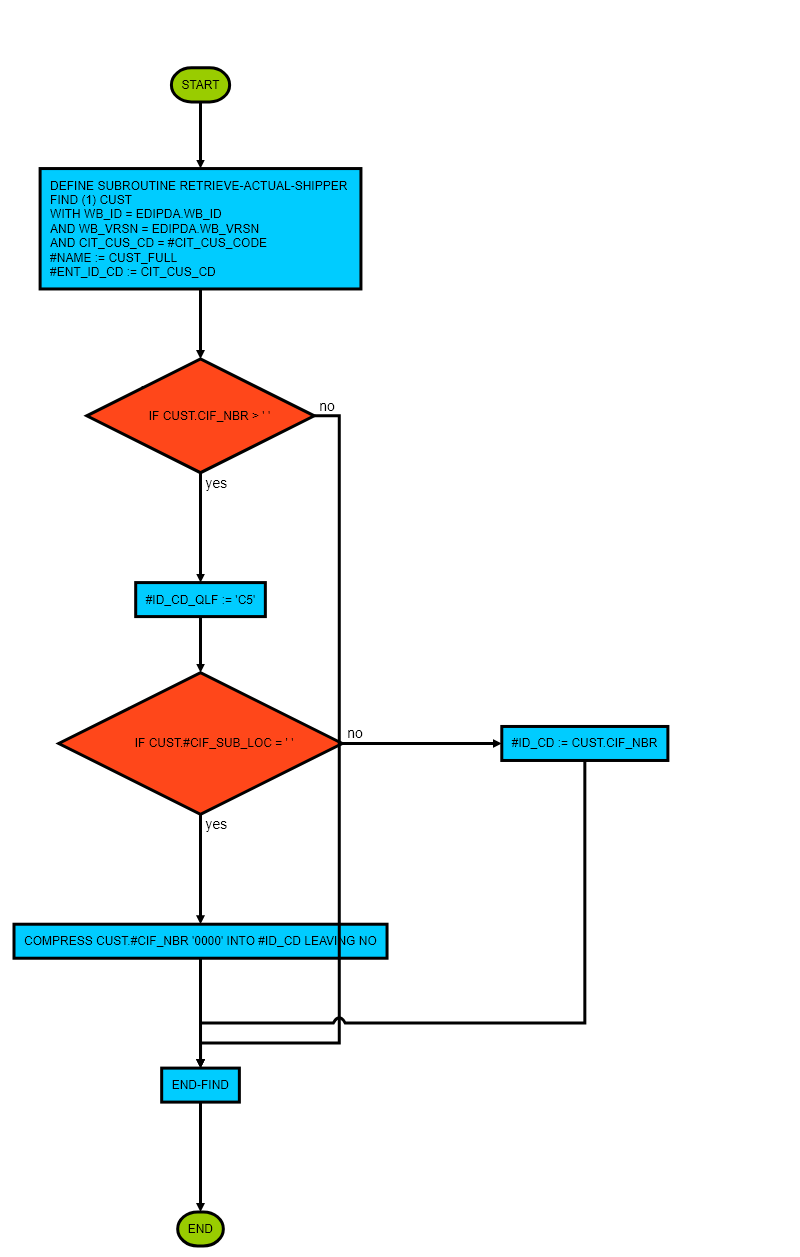 START
DEFINE SUBROUTINE RETRIEVE-ACTUAL-SHIPPER
FIND (1) CUST
WITH WB_ID = EDIPDA.WB_ID
AND WB_VRSN = EDIPDA.WB_VRSN
AND CIT_CUS_CD = #CIT_CUS_CODE
#NAME := CUST_FULL
#ENT_ID_CD := CIT_CUS_CD
IF CUST.CIF_NBR > ' '
no
yes
#ID_CD_QLF := 'C5'
IF CUST.#CIF_SUB_LOC = ' '
no
#ID_CD := CUST.CIF_NBR
yes
COMPRESS CUST.#CIF_NBR '0000' INTO #ID_CD LEAVING NO
END-FIND
END